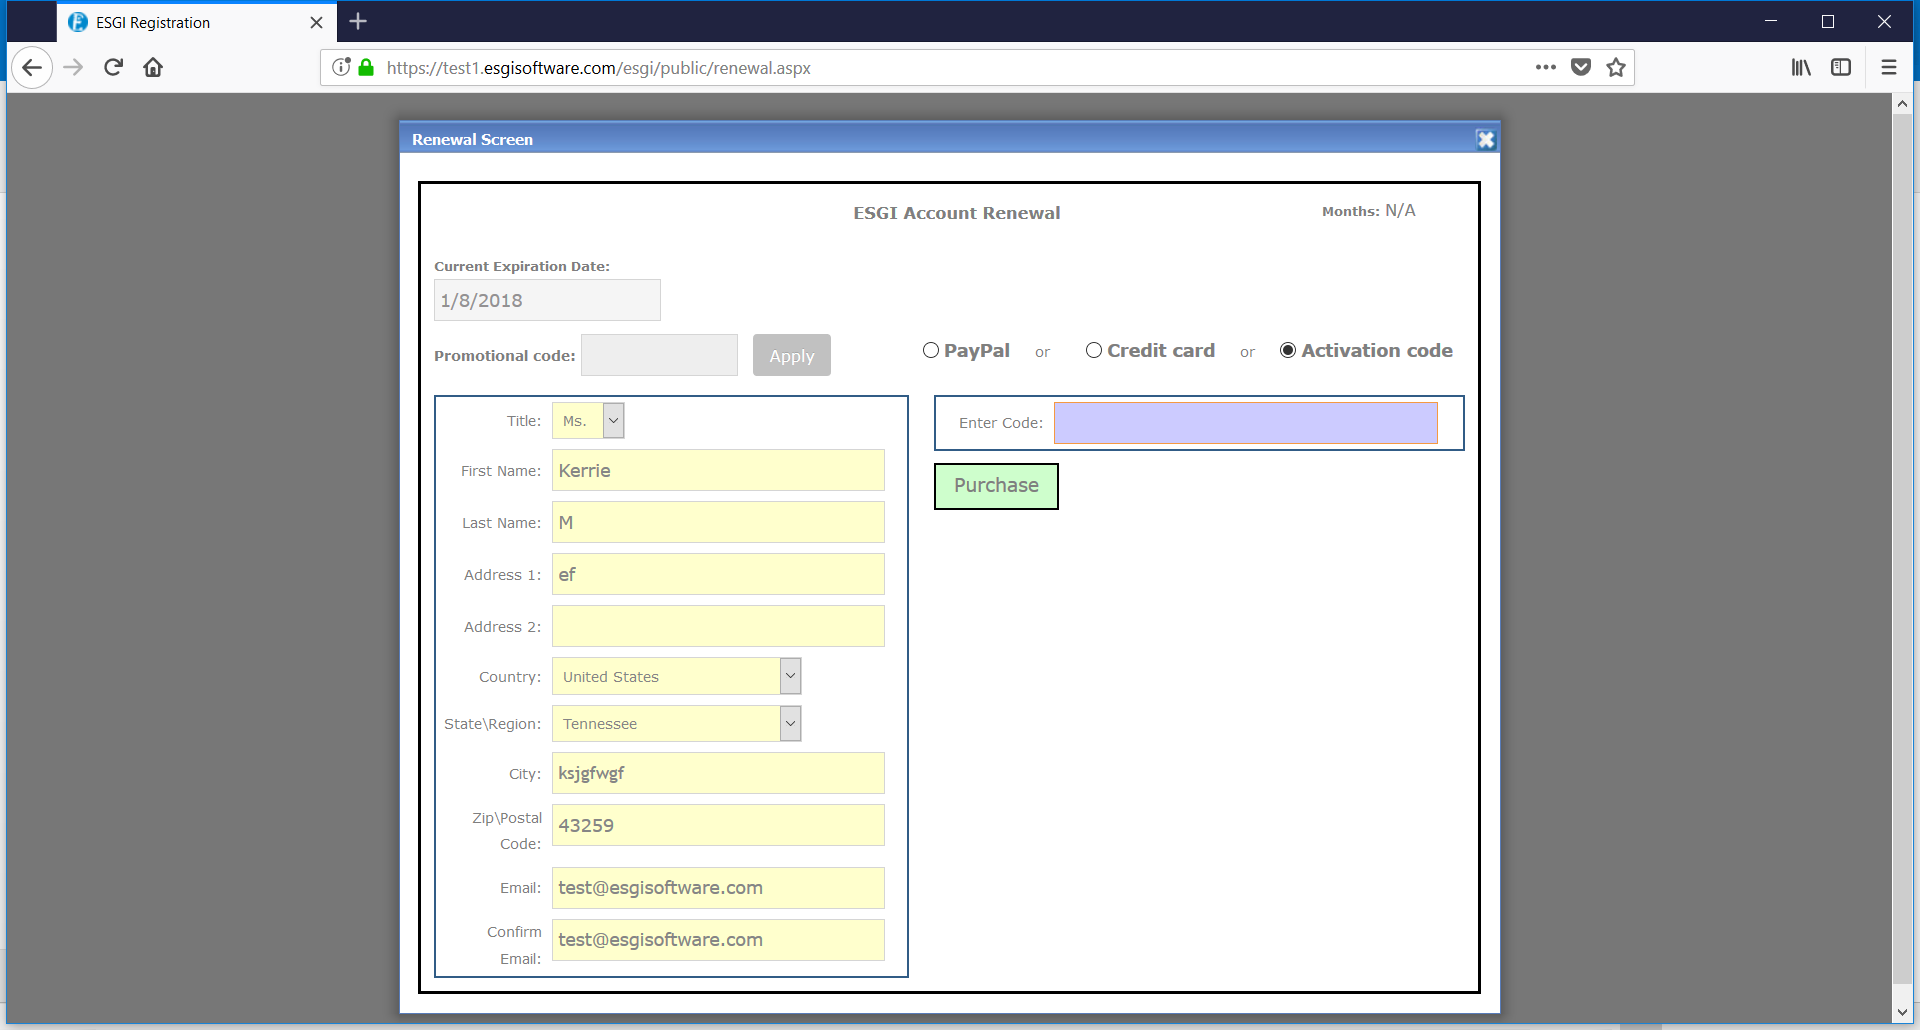 ESGI Registration
https://test1.esgisoftware.com/esgi/public/renewal.aspx
Renewal Screen
ESGI Account Renewal
Months: N/A
Current Expiration Date:
1/8/2018
Promotional code:
Apply
PayPal or Credit card or Activation code
Title: Ms.
Enter Code:
First Name: Kerrie
Purchase
Last Name: M
Address 1: ef
Address 2:
Country: United States
State\Region: Tennessee
City: ksjgfwgf
Zip\Postal
Code: 43259
Email: test@esgisoftware.com
Confirm
Email: test@esgisoftware.com